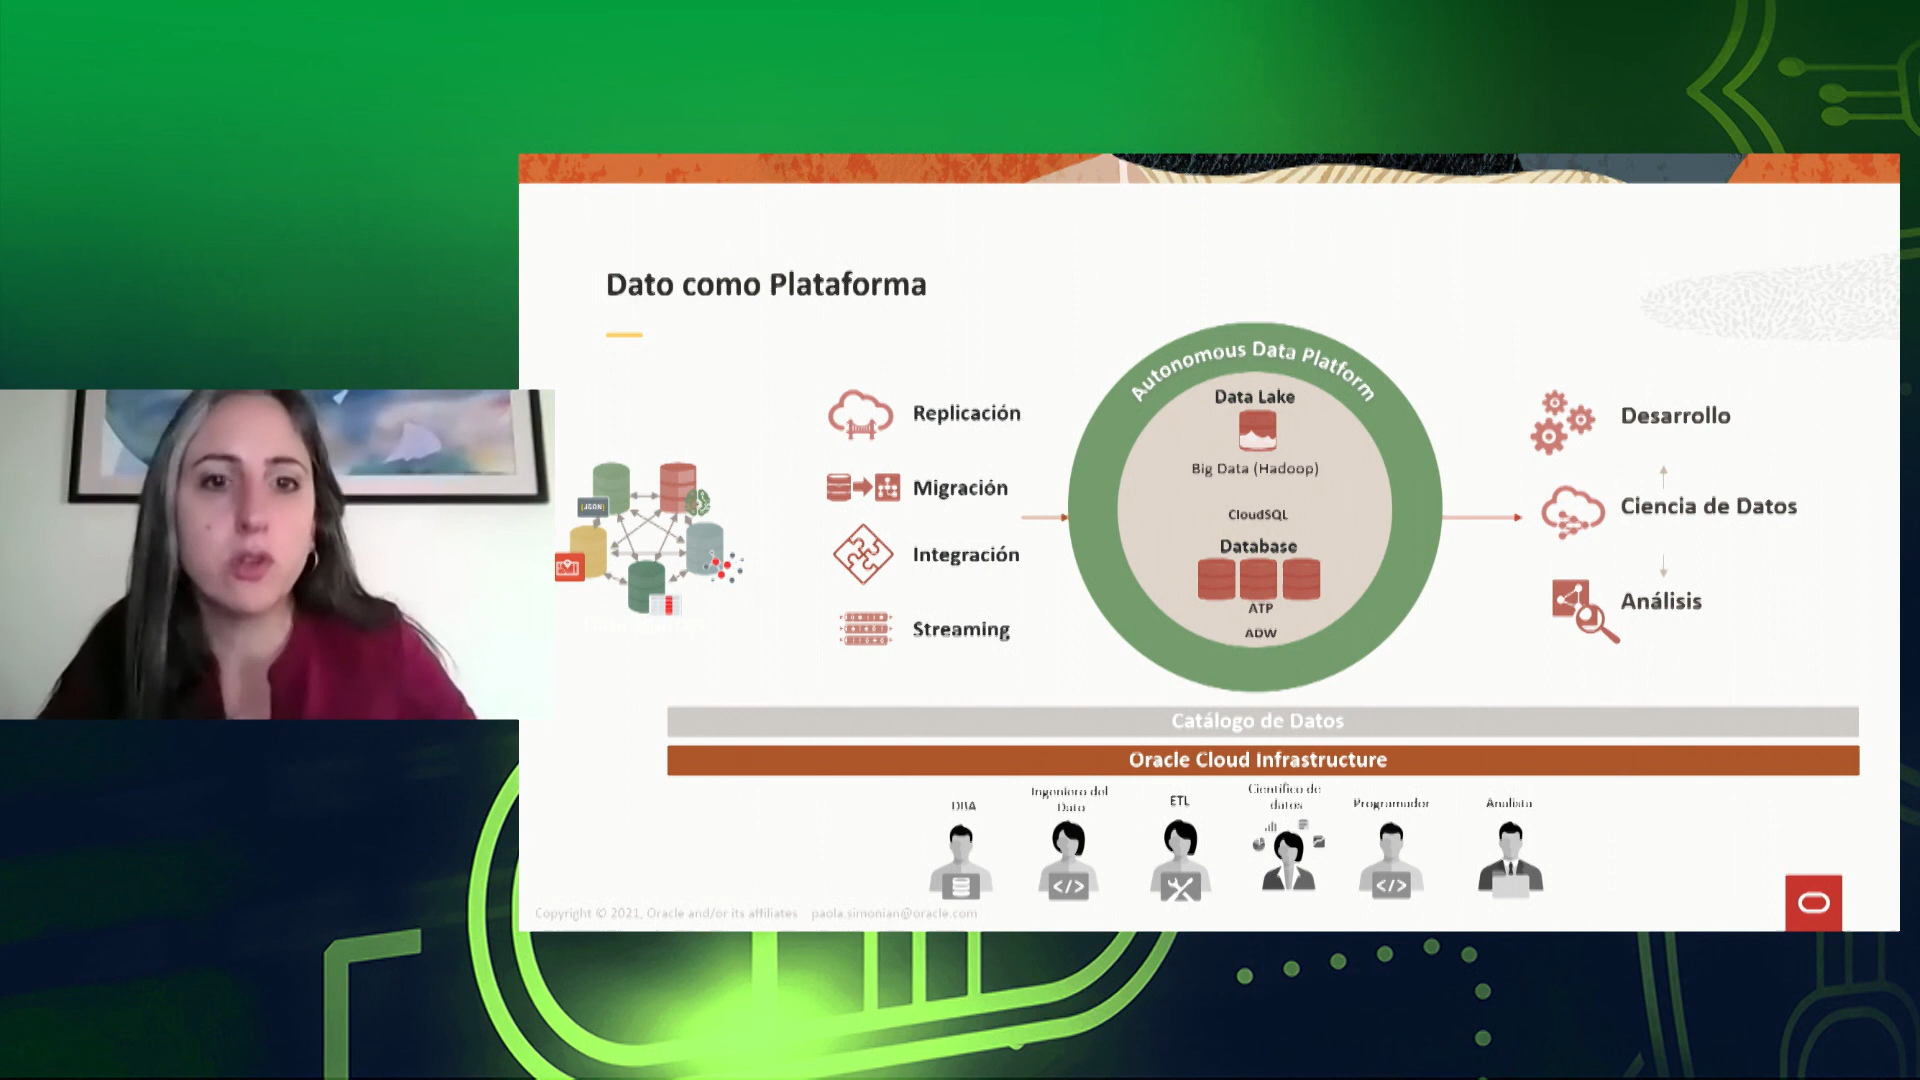 Dato como Plataforma
Replicación
Migración
Integración
Streaming
{JSON}
Autonomous Data Platform
Data Lake
Big Data (Hadoop)
CloudSQL
Database
ATP
ADW
Desarrollo
Ciencia de Datos
Análisis
Catálogo de Datos
Oracle Cloud Infrastructure
DBA
Ingeniero del
Dato
ETL
Científico de
datos
Programador
Analista
Copyright © 2021, Oracle and/or its affiliates paola.simonian@oracle.com